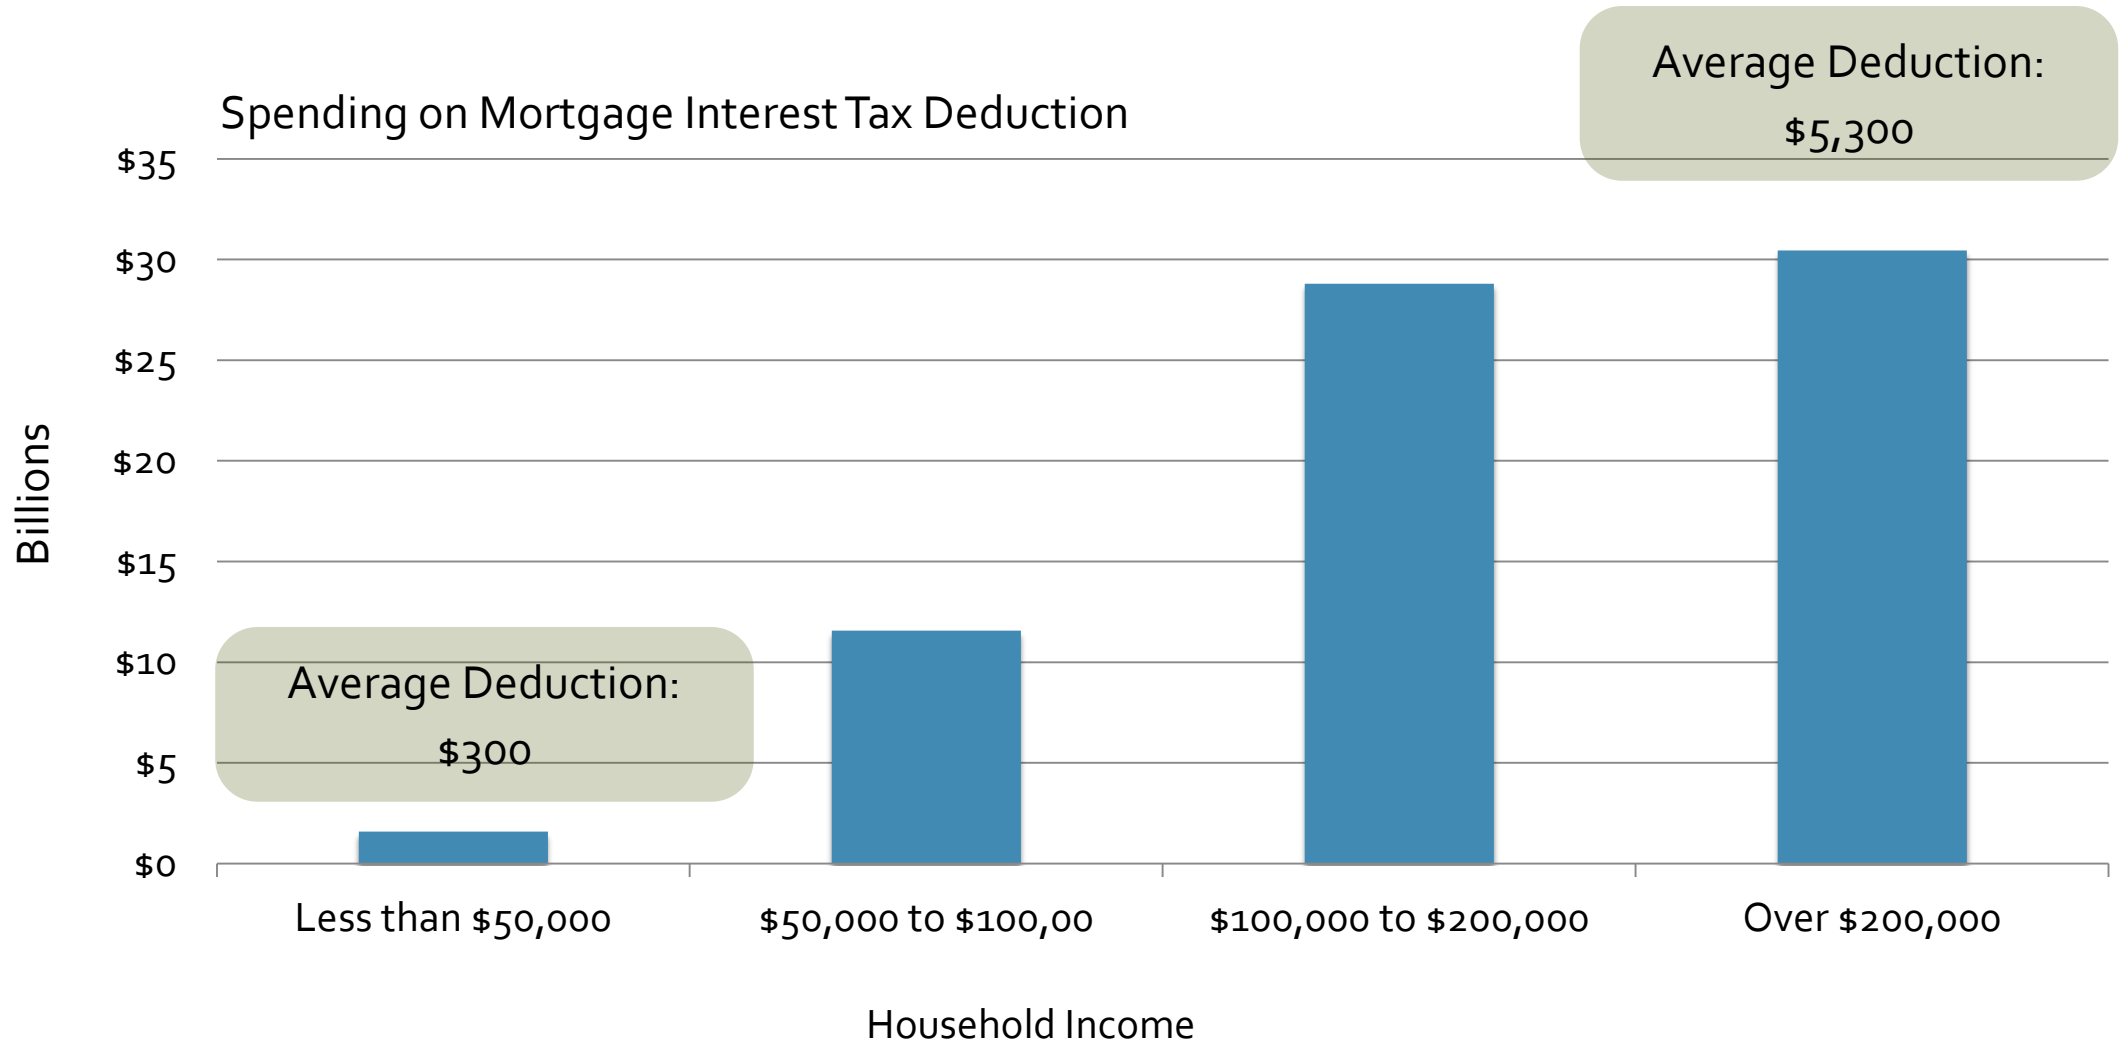 Average Deduction:
$5,300
Spending on Mortgage Interest Tax Deduction
$35
$30
$25
$20
$15
$10
$5
$0
Billions
Average Deduction:
$300
Less than $50,000
$50,000 to $100,00
$100,000 to $200,000
Over $200,000
Household Income